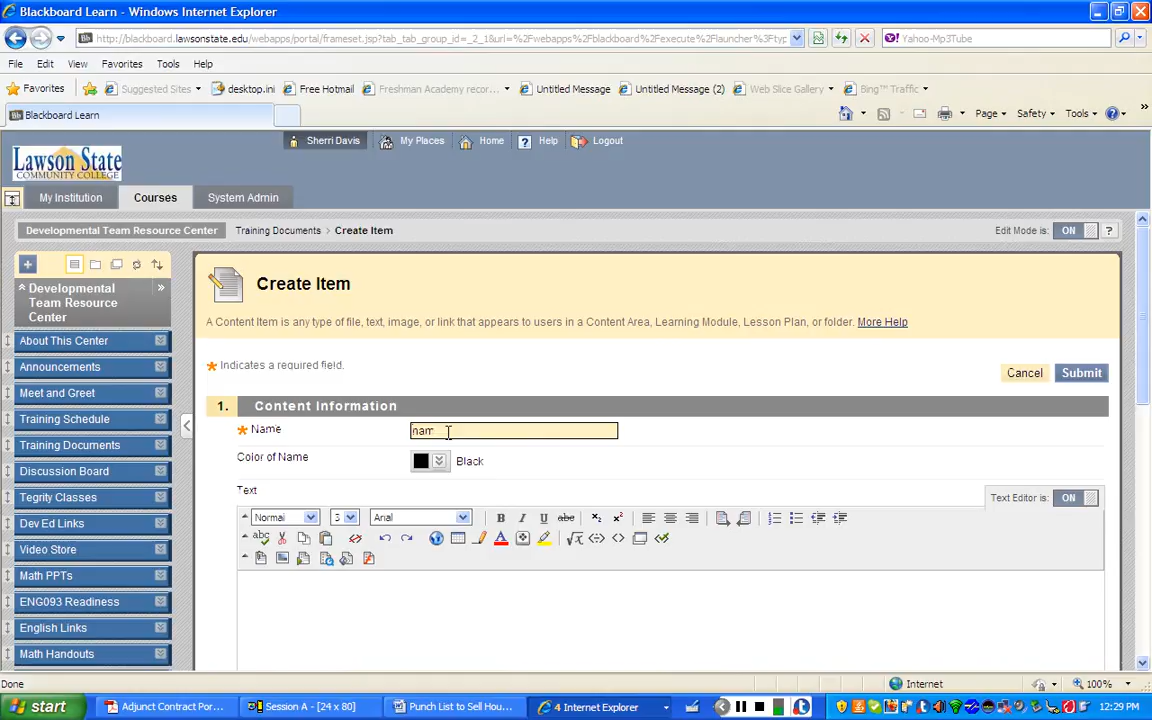 Blackboard Learn - Windows Internet Explorer
http://blackboard.lawsonstate.edu/webapps/portal/frameset.jsp?tab_tab_group_id=_2_1&url=%2Fwebapps%2Fblackboard%2Fexecute%2Flauncher%3Ftyp
Yahoo-Mp3Tube
File Edit View Favorites Tools Help
Favorites Suggested Sites desktop.ini Free Hotmail Freshman Academy recor... Untitled Message Untitled Message (2) Web Slice Gallery Bing™ Traffic
Bb Blackboard Learn
Page Safety Tools
Sherri Davis My Places Home Help Logout
Lawson State
COMMUNITY COLLEGE
My Institution Courses System Admin
Developmental Team Resource Center Training Documents > Create Item Edit Mode is: ON ?
Developmental Team Resource Center
About This Center
Announcements
Meet and Greet
Training Schedule
Training Documents
Discussion Board
Tegrity Classes
Dev Ed Links
Video Store
Math PPTs
ENG093 Readiness
English Links
Math Handouts
Create Item
A Content Item is any type of file, text, image, or link that appears to users in a Content Area, Learning Module, Lesson Plan, or folder. More Help
Indicates a required field.
Cancel Submit
1. Content Information
Name nam
Color of Name Black
Text
Text Editor is: ON
Normal 3 Arial B I U abc
Done Internet 100%
start Adjunct Contract Por... Session A - [24 x 80] Punch List to Sell Hou... 4 Internet Explorer 12:29 PM